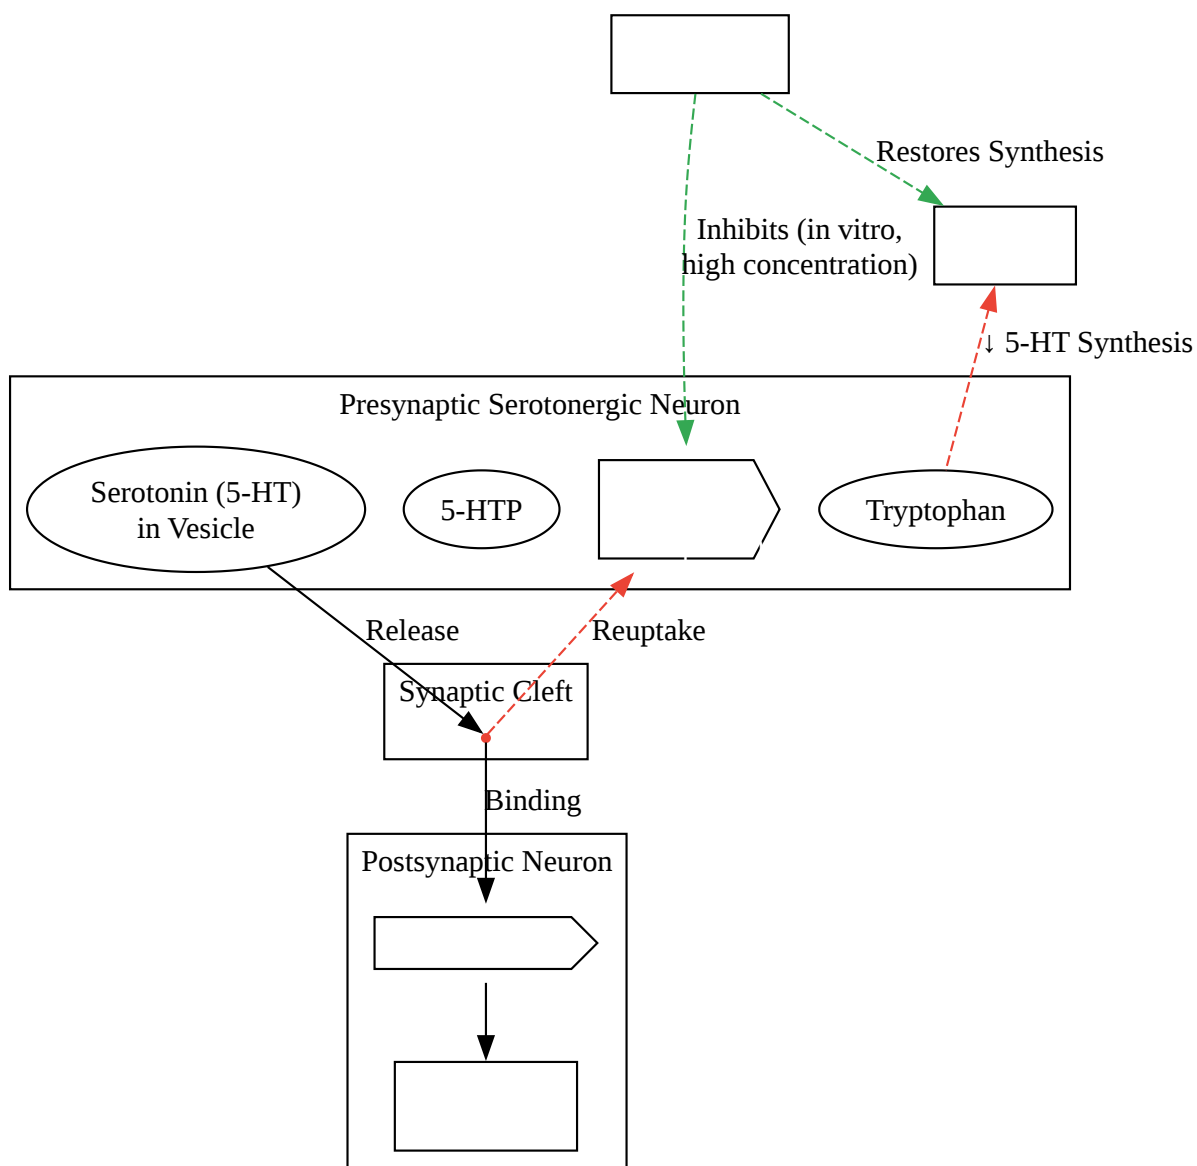 Restores Synthesis
Inhibits (in vitro,
high concentration)
↓ 5-HT Synthesis
Presynaptic Serotonergic Neuron
Serotonin (5-HT)
in Vesicle
5-HTP
Tryptophan
Release
Reuptake
Synaptic Cleft
Binding
Postsynaptic Neuron